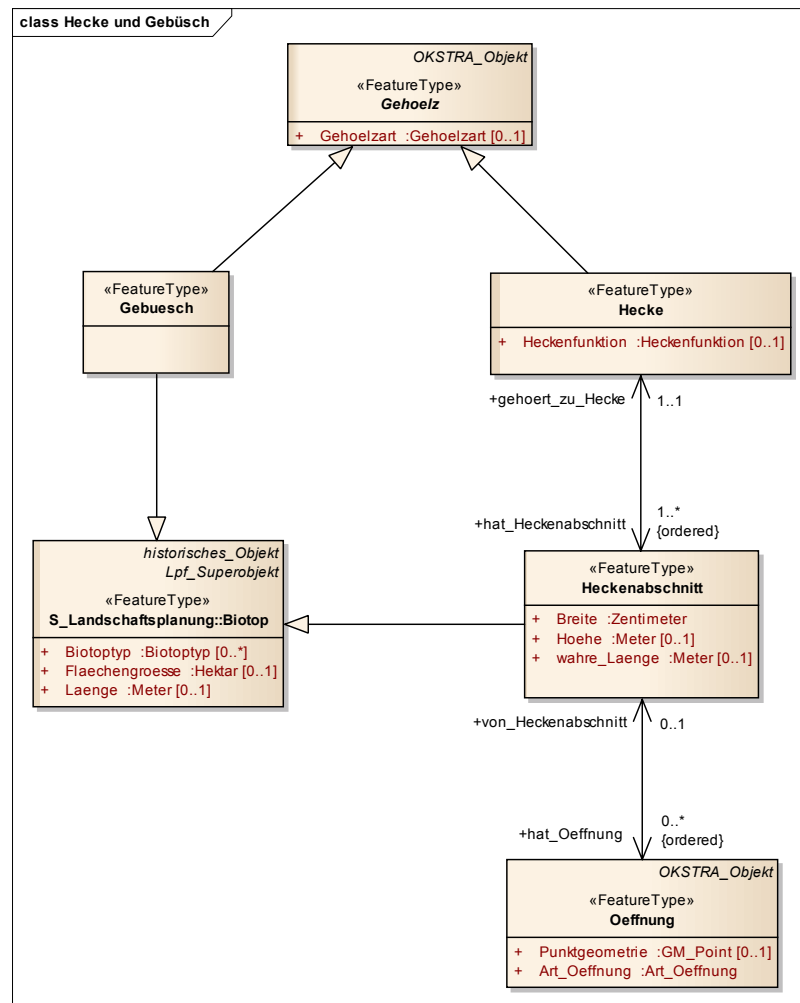 class Hecke und Gebüsch
OKSTRA_Objekt
«FeatureType»
Gehoelz
+ Gehoelzart :Gehoelzart [0..1]
«FeatureType»
Gebuesch
«FeatureType»
Hecke
+ Heckenfunktion :Heckenfunktion [0..1]
+gehoert_zu_Hecke 1..1
+hat_Heckenabschnitt 1..*
{ordered}
historisches_Objekt
Lpf_Superobjekt
«FeatureType»
S_Landschaftsplanung::Biotop
+ Biotoptyp :Biotoptyp [0..*]
+ Flaechengroesse :Hektar [0..1]
+ Laenge :Meter [0..1]
«FeatureType»
Heckenabschnitt
+ Breite :Zentimeter
+ Hoehe :Meter [0..1]
+ wahre_Laenge :Meter [0..1]
+von_Heckenabschnitt 0..1
+hat_Oeffnung 0..*
{ordered}
OKSTRA_Objekt
«FeatureType»
Oeffnung
+ Punktgeometrie :GM_Point [0..1]
+ Art_Oeffnung :Art_Oeffnung